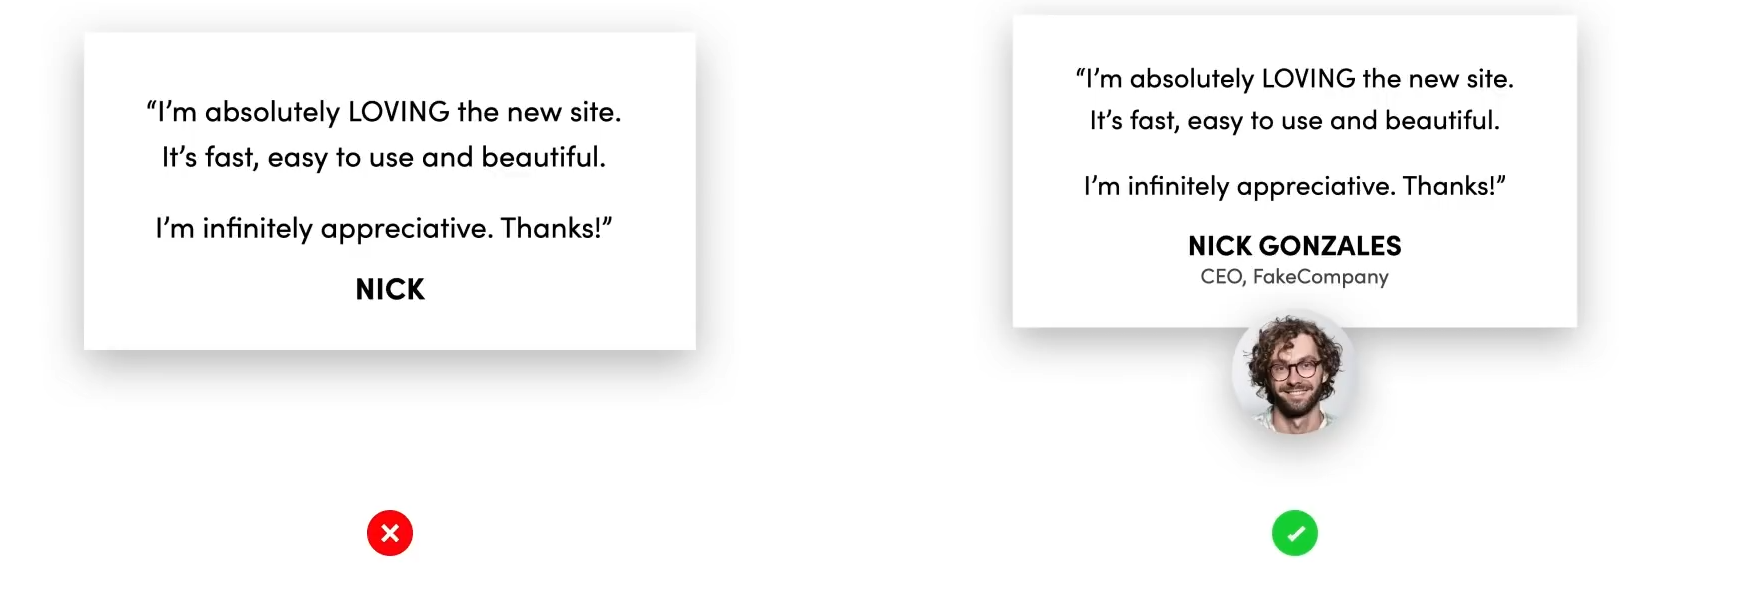 “I’m absolutely LOVING the new site.
It’s fast, easy to use and beautiful.
I’m infinitely appreciative. Thanks!”
NICK
“I’m absolutely LOVING the new site.
It’s fast, easy to use and beautiful.
I’m infinitely appreciative. Thanks!”
NICK GONZALES
CEO, FakeCompany